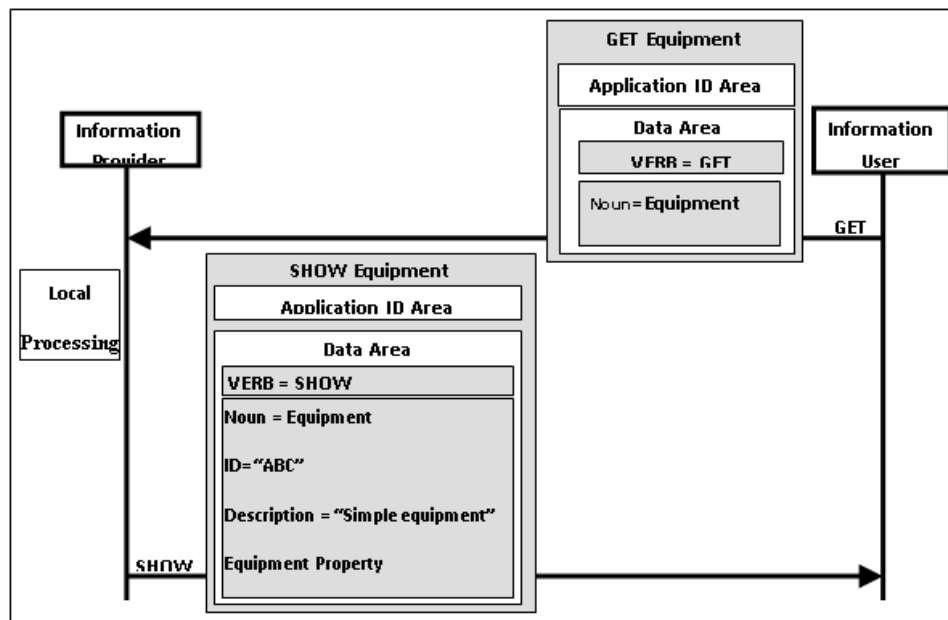 GET Equipment
Application ID Area
Data Area
VERB = GET
Noun= Equipment
Information
Provider
Information
User
GET
SHOW Equipment
Application ID Area
Data Area
VERB = SHOW
Noun = Equipment
ID=“ABC”
Description = “Simple equipment”
Equipment Property
Local
Processing
SHOW